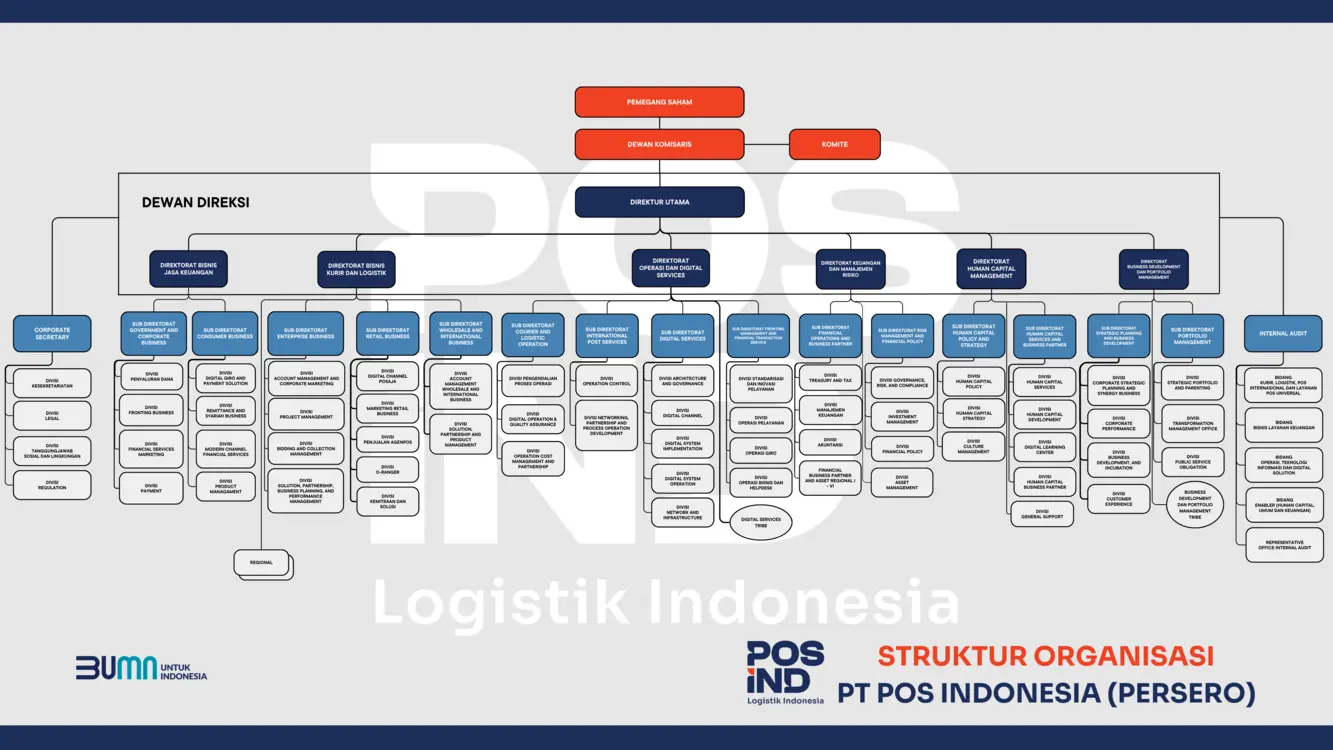 PEMEGANG SAHAM
DEWAN KOMISARIS
KOMITE
DEWAN DIREKSI
DIREKTUR UTAMA
DIREKTORAT BISNIS
JASA KEUANGAN
DIREKTORAT BISNIS
KURIR DAN LOGISTIK
DIREKTORAT
OPERASI DAN DIGITAL
SERVICES
DIREKTORAT KEUANGAN
DAN MANAJEMEN
RISIKO
DIREKTORAT
HUMAN CAPITAL
MANAGEMENT
DIREKTORAT
BUSINESS DEVELOPMENT
DAN PORTFOLIO
MANAGEMENT
CORPORATE
SECRETARY
DIVISI
KESEKRETARIATAN
DIVISI
LEGAL
DIVISI
TANGGUNGJAWAB
SOSIAL DAN LINGKUNGAN
DIVISI
REGULATION
SUB DIREKTORAT
GOVERNMENT AND
CORPORATE
BUSINESS
DIVISI
PENYALURAN DANA
DIVISI
FRONTING BUSINESS
DIVISI
FINANCIAL SERVICES
MARKETING
DIVISI
PAYMENT
SUB DIREKTORAT
CONSUMER BUSINESS
DIVISI
DIGITAL GIRO AND
PAYMENT SOLUTION
DIVISI
REMITTANCE AND
SYARIAH BUSINESS
DIVISI
MODERN CHANNEL
FINANCIAL SERVICES
DIVISI
PRODUCT
MANAGEMENT
SUB DIREKTORAT
ENTERPRISE BUSINESS
DIVISI
ACCOUNT MANAGEMENT AND
CORPORATE MARKETING
DIVISI
PROJECT MANAGEMENT
DIVISI
BIDDING AND COLLECTION
MANAGEMENT
DIVISI
SOLUTION, PARTNERSHIP,
BUSINESS PLANNING, AND
PERFORMANCE
MANAGEMENT
REGIONAL
SUB DIREKTORAT
RETAIL BUSINESS
DIVISI
DIGITAL CHANNEL
POSAJA
DIVISI
MARKETING RETAIL
BUSINESS
DIVISI
PENJUALAN AGENPOS
DIVISI
O-RANGER
DIVISI
KEMITRAAN DAN
SOLUSI
SUB DIREKTORAT
WHOLESALE AND
INTERNATIONAL
BUSINESS
DIVISI
ACCOUNT
MANAGEMENT
WHOLESALE AND
INTERNATIONAL
BUSINESS
DIVISI
SOLUTION,
PARTNERSHIP AND
PRODUCT
MANAGEMENT
SUB DIREKTORAT
COURIER AND
LOGISTIC
OPERATION
DIVISI PENGENDALIAN
PROSES OPERASI
DIVISI
DIGITAL OPERATION &
QUALITY ASSURANCE
DIVISI
OPERATION COST
MANAGEMENT AND
PARTNERSHIP
SUB DIREKTORAT
INTERNATIONAL
POST SERVICES
DIVISI
OPERATION CONTROL
DIVISI NETWORKING,
PARTNERSHIP AND
PROCESS OPERATION
DEVELOPMENT
SUB DIREKTORAT
DIGITAL SERVICES
DIVISI ARCHITECTURE
AND GOVERNANCE
DIVISI
DIGITAL CHANNEL
DIVISI
DIGITAL SYSTEM
IMPLEMENTATION
DIVISI
DIGITAL SYSTEM
OPERATION
DIVISI
NETWORK AND
INFRASTRUCTURE
SUB DIREKTORAT FRONTING
MANAGEMENT AND
FINANCIAL TRANSACTION
SERVICE
DIVISI STANDARISASI
DAN INOVASI
PELAYANAN
DIVISI
OPERASI PELAYANAN
DIVISI
OPERASI GIRO
DIVISI
OPERASI BISNIS DAN
HELPDESK
DIGITAL SERVICES
TRIBE
SUB DIREKTORAT
FINANCIAL
OPERATIONS AND
BUSINESS PARTNER
DIVISI
TREASURY AND TAX
DIVISI
MANAJEMEN
KEUANGAN
DIVISI
AKUNTANSI
FINANCIAL
BUSINESS PARTNER
AND ASSET REGIONAL I
- VI
SUB DIREKTORAT RISK
MANAGEMENT AND
FINANCIAL POLICY
DIVISI GOVERNANCE,
RISK, AND COMPLIANCE
DIVISI
INVESTMENT
MANAGEMENT
DIVISI
FINANCIAL POLICY
DIVISI
ASSET
MANAGEMENT
SUB DIREKTORAT
HUMAN CAPITAL
POLICY AND
STRATEGY
DIVISI
HUMAN CAPITAL
POLICY
DIVISI
HUMAN CAPITAL
STRATEGY
DIVISI
CULTURE
MANAGEMENT
SUB DIREKTORAT
HUMAN CAPITAL
SERVICES AND
BUSINESS PARTNER
DIVISI
HUMAN CAPITAL
SERVICES
DIVISI
HUMAN CAPITAL
DEVELOPMENT
DIVISI
DIGITAL LEARNING
CENTER
DIVISI
HUMAN CAPITAL
BUSINESS PARTNER
DIVISI
GENERAL SUPPORT
SUB DIREKTORAT
STRATEGIC PLANNING
AND BUSINESS
DEVELOPMENT
DIVISI
CORPORATE STRATEGIC
PLANNING AND
SYNERGY BUSINESS
DIVISI
CORPORATE
PERFORMANCE
DIVISI
BUSINESS
DEVELOPMENT, AND
INCUBATION
DIVISI
CUSTOMER
EXPERIENCE
SUB DIREKTORAT
PORTFOLIO
MANAGEMENT
DIVISI
STRATEGIC PORTFOLIO
AND PARENTING
DIVISI
TRANSFORMATION
MANAGEMENT OFFICE
DIVISI
PUBLIC SERVICE
OBLIGATION
BUSINESS
DEVELOPMENT
DAN PORTFOLIO
MANAGEMENT
TRIBE
INTERNAL AUDIT
BIDANG
KURIR, LOGISTIK, POS
INTERNASIONAL DAN LAYANAN
POS UNIVERSAL
BIDANG
BISNIS LAYANAN KEUANGAN
BIDANG
OPERASI, TEKNOLOGI
INFORMASI DAN DIGITAL
SOLUTION
BIDANG
ENABLER (HUMAN CAPITAL,
UMUM DAN KEUANGAN)
REPRESENTATIVE
OFFICE INTERNAL AUDIT
POS
IND
Logistik Indonesia
BUMN UNTUK
INDONESIA
POS
IND
Logistik Indonesia
STRUKTUR ORGANISASI
PT POS INDONESIA (PERSERO)